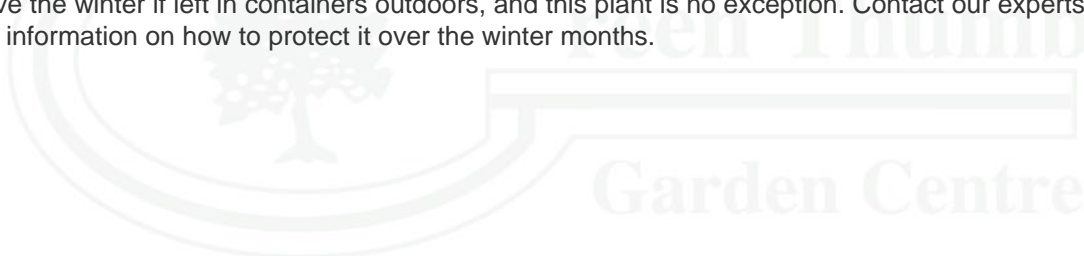 ve the winter if left in containers outdoors, and this plant is no exception. Contact our experts
information on how to protect it over the winter months.
Thumb
Garden Centre